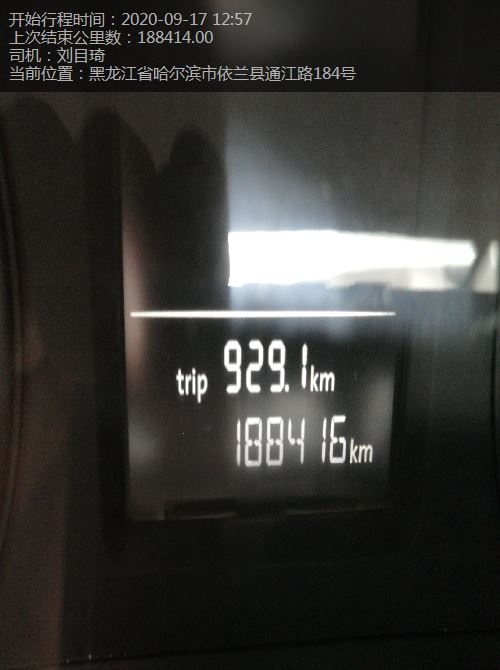 开始行程时间：2020-09-17 12:57
上次结束公里数：188414.00
司机：刘目琦
当前位置：黑龙江省哈尔滨市依兰县通江路184号
trip 929.1km
188416km